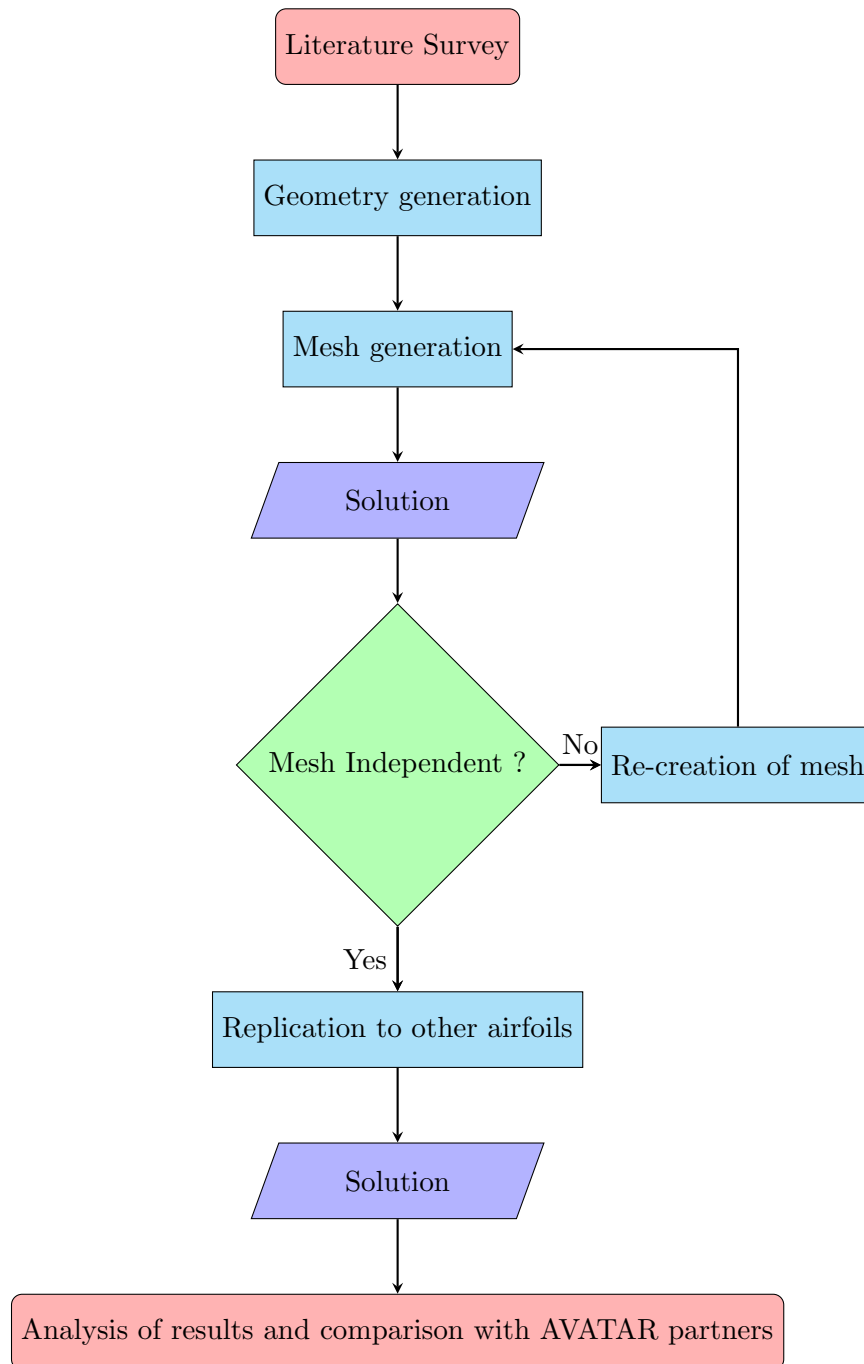 Literature Survey
Geometry generation
Mesh generation
Solution
Mesh Independent ?
No
Re-creation of mesh
Yes
Replication to other airfoils
Solution
Analysis of results and comparison with AVATAR partners